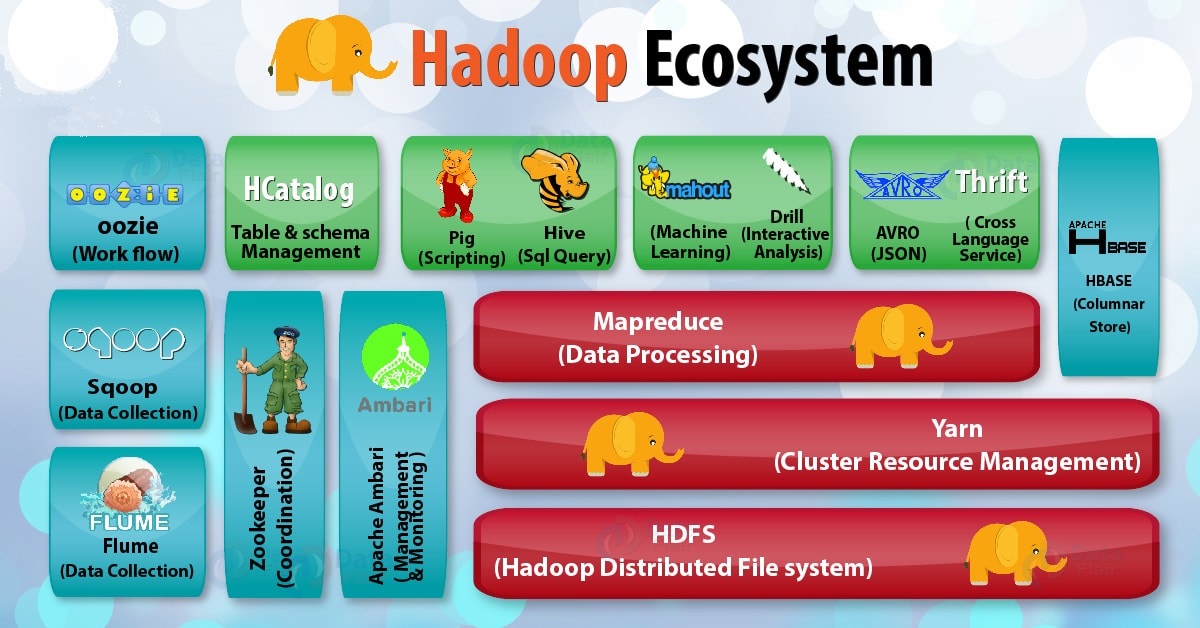 Hadoop Ecosystem
OOZIE
oozie
(Work flow)
HCatalog
Table & schema
Management
Pig
(Scripting)
Hive
(Sql Query)
mahout
(Machine
Learning)
Drill
(Interactive
Analysis)
AVRO
AVRO
(JSON)
Thrift
( Cross
Language
Service)
APACHE
HBASE
HBASE
(Columnar
Store)
sqoop
Sqoop
(Data Collection)
FLUME
Flume
(Data Collection)
ZOO
Zookeeper
(Coordination)
Ambari
Apache Ambari
( Management
& Monitoring )
Mapreduce
(Data Processing)
Yarn
(Cluster Resource Management)
HDFS
(Hadoop Distributed File system)
Data
Flair